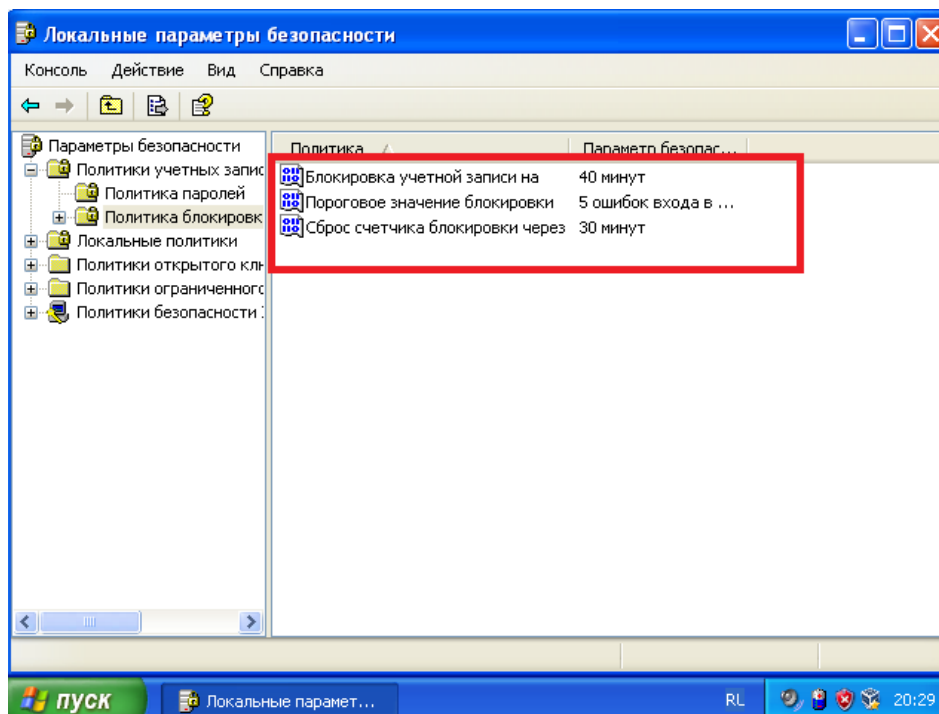 Локальные параметры безопасности
Консоль Действие Вид Справка
Параметры безопасности
Политики учетных запис
Политика паролей
Политика блокировк
Локальные политики
Политики открытого клн
Политики ограниченногс
Политики безопасности
Политика Параметр безопас...
Блокировка учетной записи на 40 минут
Пороговое значение блокировки 5 ошибок входа в ...
Сброс счетчика блокировки через 30 минут
пуск Локальные парамет... RL 20:29